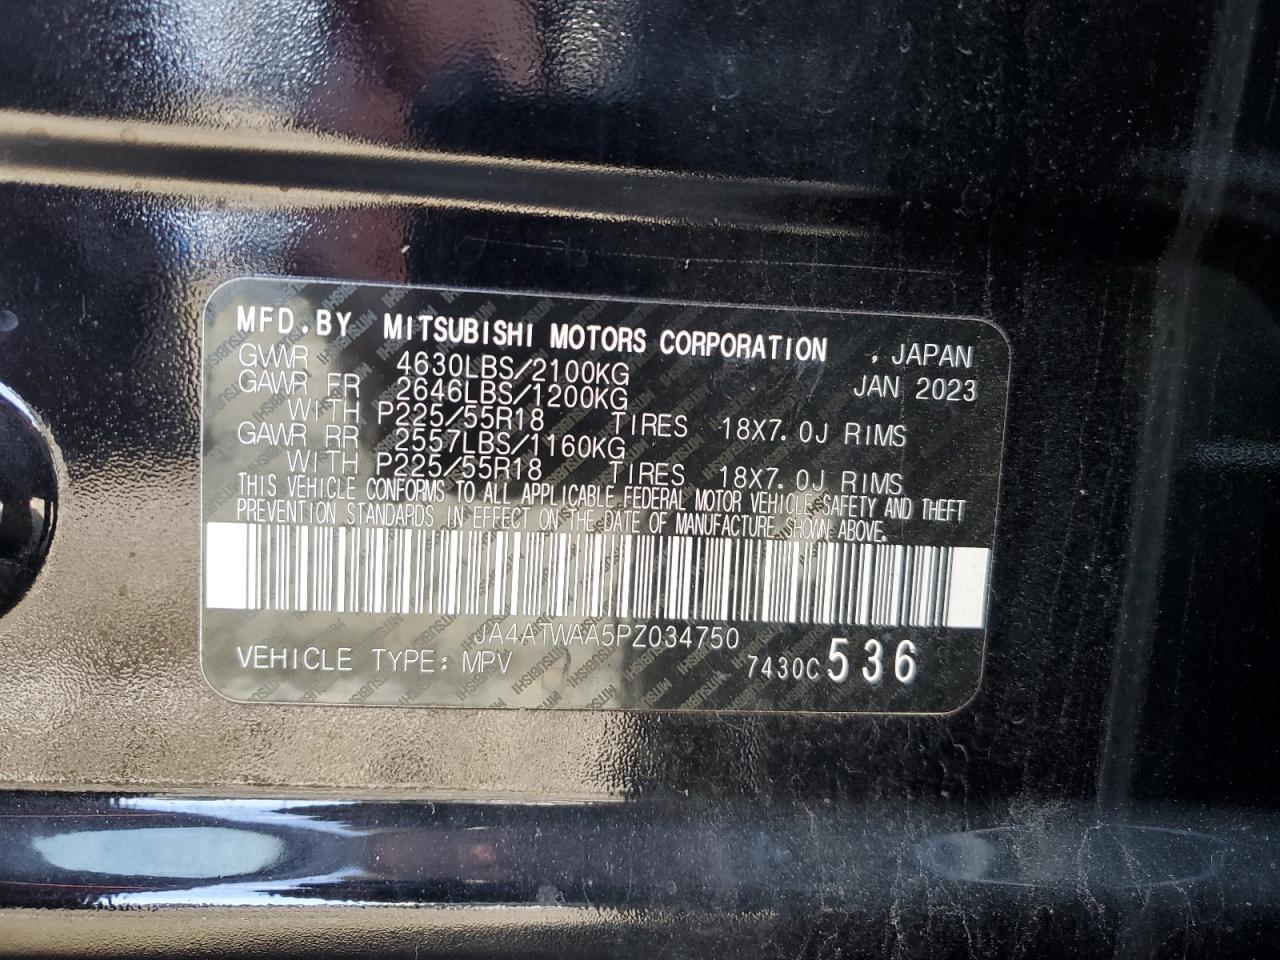 MFD.BY MITSUBISHI MOTORS CORPORATION , JAPAN
GVWR 4630LBS/2100KG JAN 2023
GAWR FR 2646LBS/1200KG
WITH P225/55R18 TIRES 18X7.0J RIMS
GAWR RR 2557LBS/1160KG
WITH P225/55R18 TIRES 18X7.0J RIMS
THIS VEHICLE CONFORMS TO ALL APPLICABLE FEDERAL MOTOR VEHICLE SAFETY AND THEFT
PREVENTION STANDARDS IN EFFECT ON THE DATE OF MANUFACTURE SHOWN ABOVE.
JA4ATWAA5PZ034750
VEHICLE TYPE:MPV 7430C 536